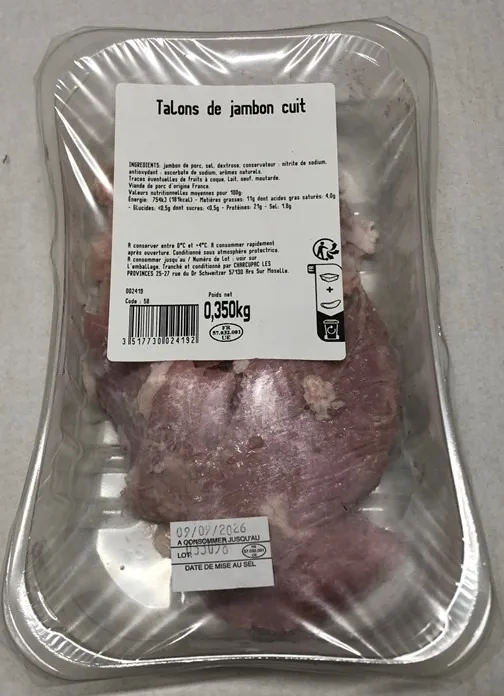 Talons de jambon cuit
INGREDIENTS: jambon de porc, sel, dextrose, conservateur : nitrite de sodium,
antioxydant : ascorbate de sodium, arômes naturels.
Traces éventuelles de fruits à coque, lait, oeuf, moutarde.
Viande de porc d'origine France.
Valeurs nutritionnelles moyennes pour 100g:
Energie: 754kJ (181kcal) - Matières grasses: 11g dont acides gras saturés: 4.0g
- Glucides: <0.5g dont sucres: <0.5g - Protéines: 21g - Sel: 1.8g
A conserver entre 0°C et +4°C. A consommer rapidement
après ouverture. Conditionné sous atmosphère protectrice.
A consommer jusqu'au / Numéro de lot : voir sur
l'emballage. Tranché et conditionné par CHARCUPAC LES
PROVINCES 25-27 rue du Dr Schweitzer 57130 Ars Sur Moselle.
002419
Code : 58
Poids net
0,350kg
FR
57.032.001
UE
3 517730 024192
+
09/09/2026
A CONSOMMER JUSQU'AU
LOT:
DATE DE MISE AU SEL